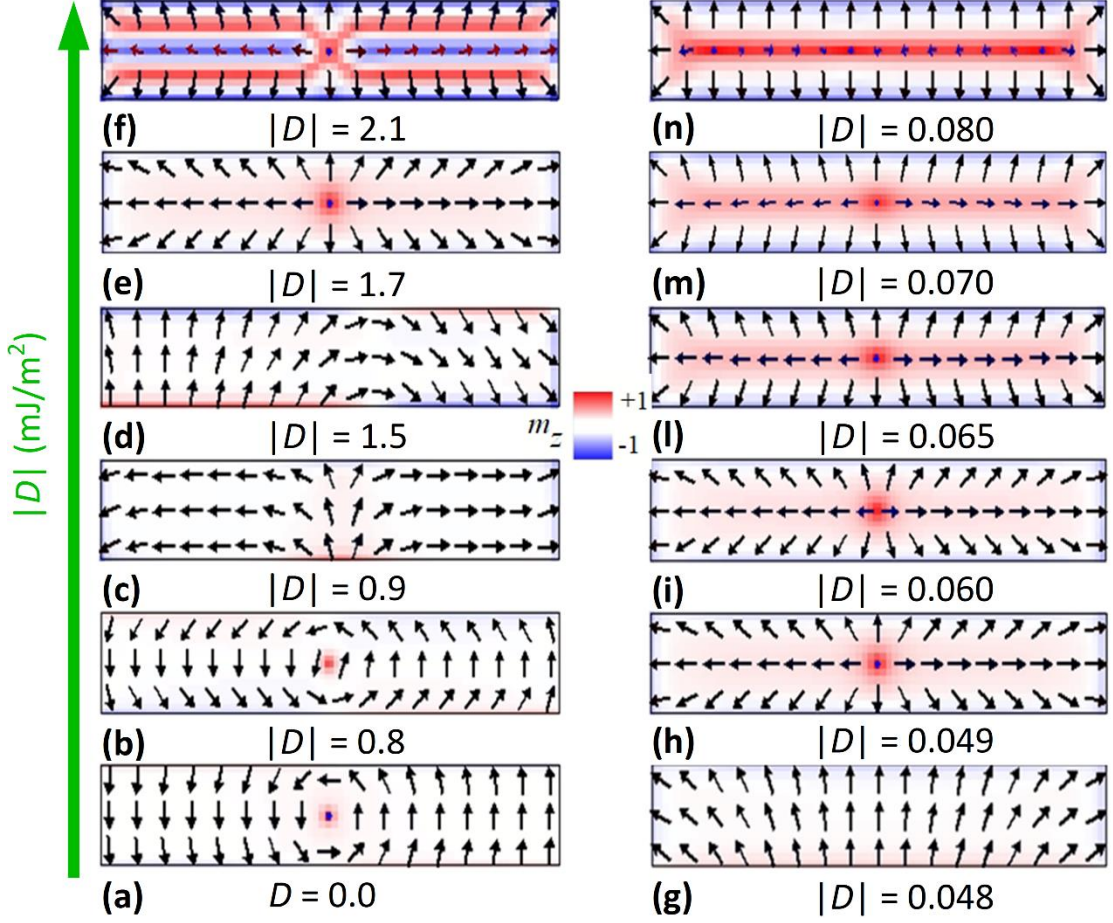 |D| (mJ/m²)
(f) |D| = 2.1
(e) |D| = 1.7
(d) |D| = 1.5
(c) |D| = 0.9
(b) |D| = 0.8
(a) D = 0.0
m_z +1
-1
(n) |D| = 0.080
(m) |D| = 0.070
(l) |D| = 0.065
(i) |D| = 0.060
(h) |D| = 0.049
(g) |D| = 0.048